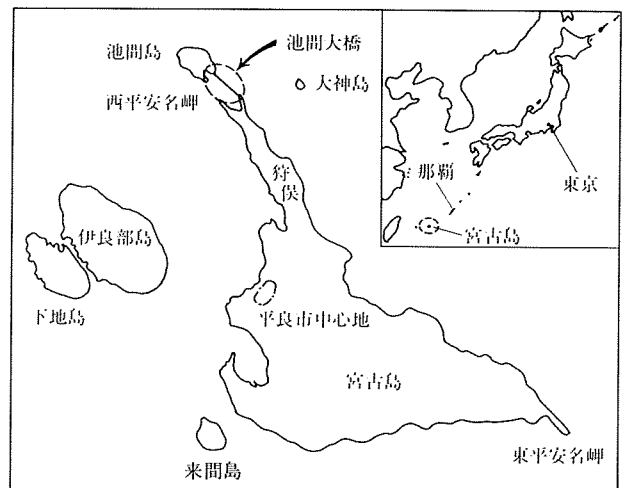 池間島
池間大橋
大神島
西平安名岬
狩俣
伊良部島
下地島
平良市中心地
宮古島
来間島
東平安名岬
那覇
東京
宮古島